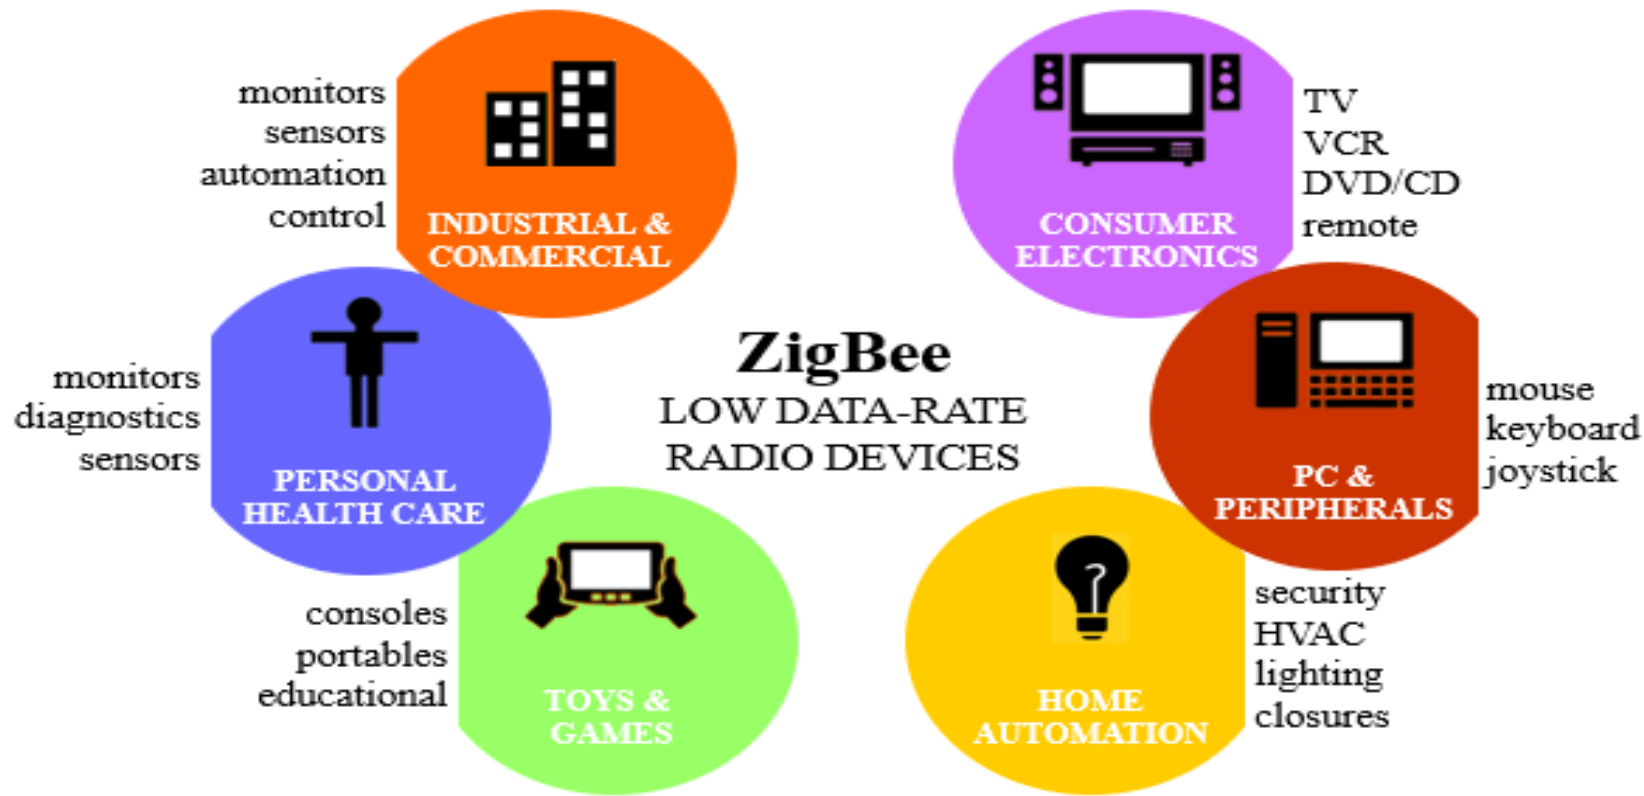 monitors
sensors
automation
control
INDUSTRIAL &
COMMERCIAL
CONSUMER
ELECTRONICS
TV
VCR
DVD/CD
remote
monitors
diagnostics
sensors
PERSONAL
HEALTH CARE
ZigBee
LOW DATA-RATE
RADIO DEVICES
PC &
PERIPHERALS
mouse
keyboard
joystick
consoles
portables
educational
TOYS &
GAMES
HOME
AUTOMATION
security
HVAC
lighting
closures